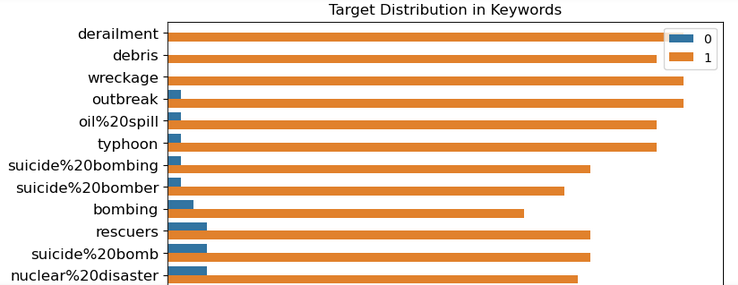 Target Distribution in Keywords
derailment
debris
wreckage
outbreak
oil%20spill
typhoon
suicide%20bombing
suicide%20bomber
bombing
rescuers
suicide%20bomb
nuclear%20disaster
0
1